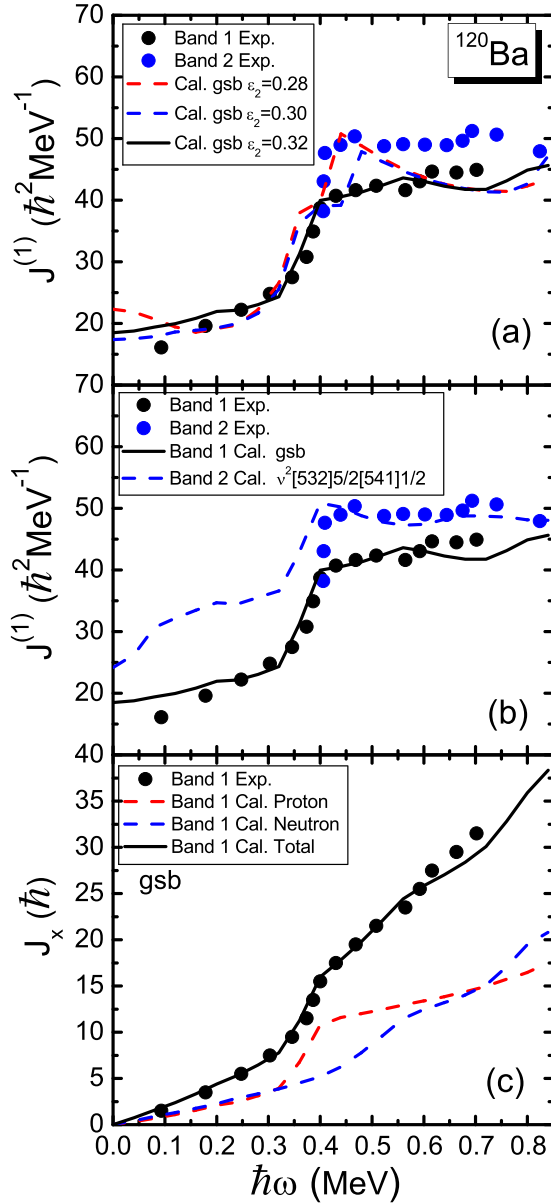 70
60
50
40
30
20
70
J⁽¹⁾ (ℏ²MeV⁻¹)
Band 1 Exp.
Band 2 Exp.
Cal. gsb ε₂=0.28
Cal. gsb ε₂=0.30
Cal. gsb ε₂=0.32
¹²⁰Ba
(a)
60
50
40
30
20
40
J⁽¹⁾ (ℏ²MeV⁻¹)
Band 1 Exp.
Band 2 Exp.
Band 1 Cal. gsb
Band 2 Cal. ν²[532]5/2[541]1/2
(b)
35
30
25
20
15
10
5
0
Jₓ (ℏ)
Band 1 Exp.
Band 1 Cal. Proton
Band 1 Cal. Neutron
Band 1 Cal. Total
gsb
(c)
0.0 0.1 0.2 0.3 0.4 0.5 0.6 0.7 0.8
ℏω (MeV)